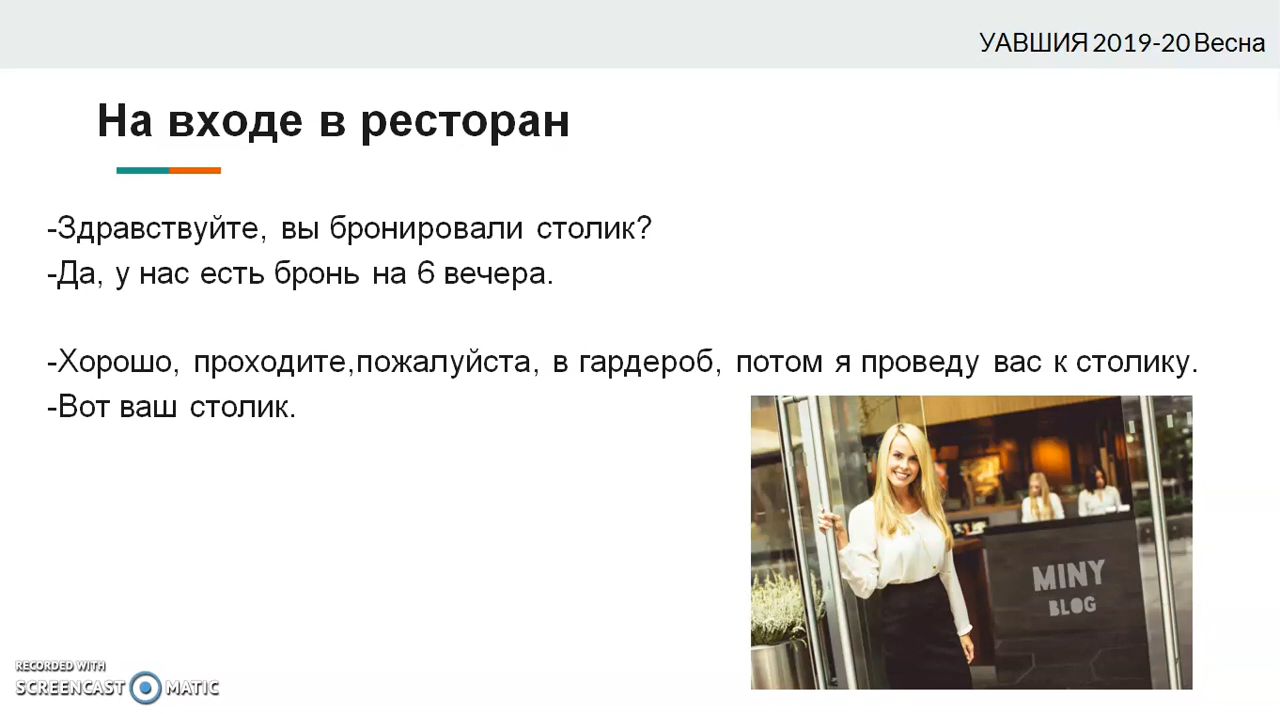 УАВШИЯ 2019-20 Весна
На входе в ресторан
-Здравствуйте, вы бронировали столик?
-Да, у нас есть бронь на 6 вечера.
-Хорошо, проходите,пожалуйста, в гардероб, потом я проведу вас к столику.
-Вот ваш столик.
MINY
BLOG
RECORDED WITH
SCREENCAST MATIC